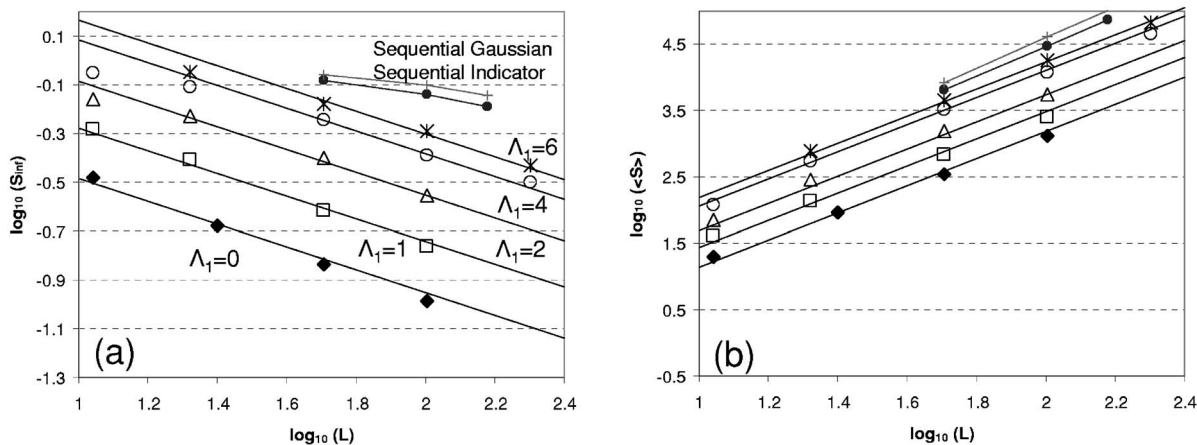 0.1
-0.1
-0.3
-0.5
-0.7
-0.9
-1.1
-1.3
log₁₀ (S_inf)
Sequential Gaussian
Sequential Indicator
Λ₁=6
Λ₁=4
Λ₁=2
Λ₁=1
Λ₁=0
(a)
1 1.2 1.4 1.6 1.8 2 2.2 2.4
log₁₀ (L)
4.5
3.5
2.5
1.5
0.5
-0.5
log₁₀ (<S>)
(b)
1 1.2 1.4 1.6 1.8 2 2.2 2.4
log₁₀ (L)